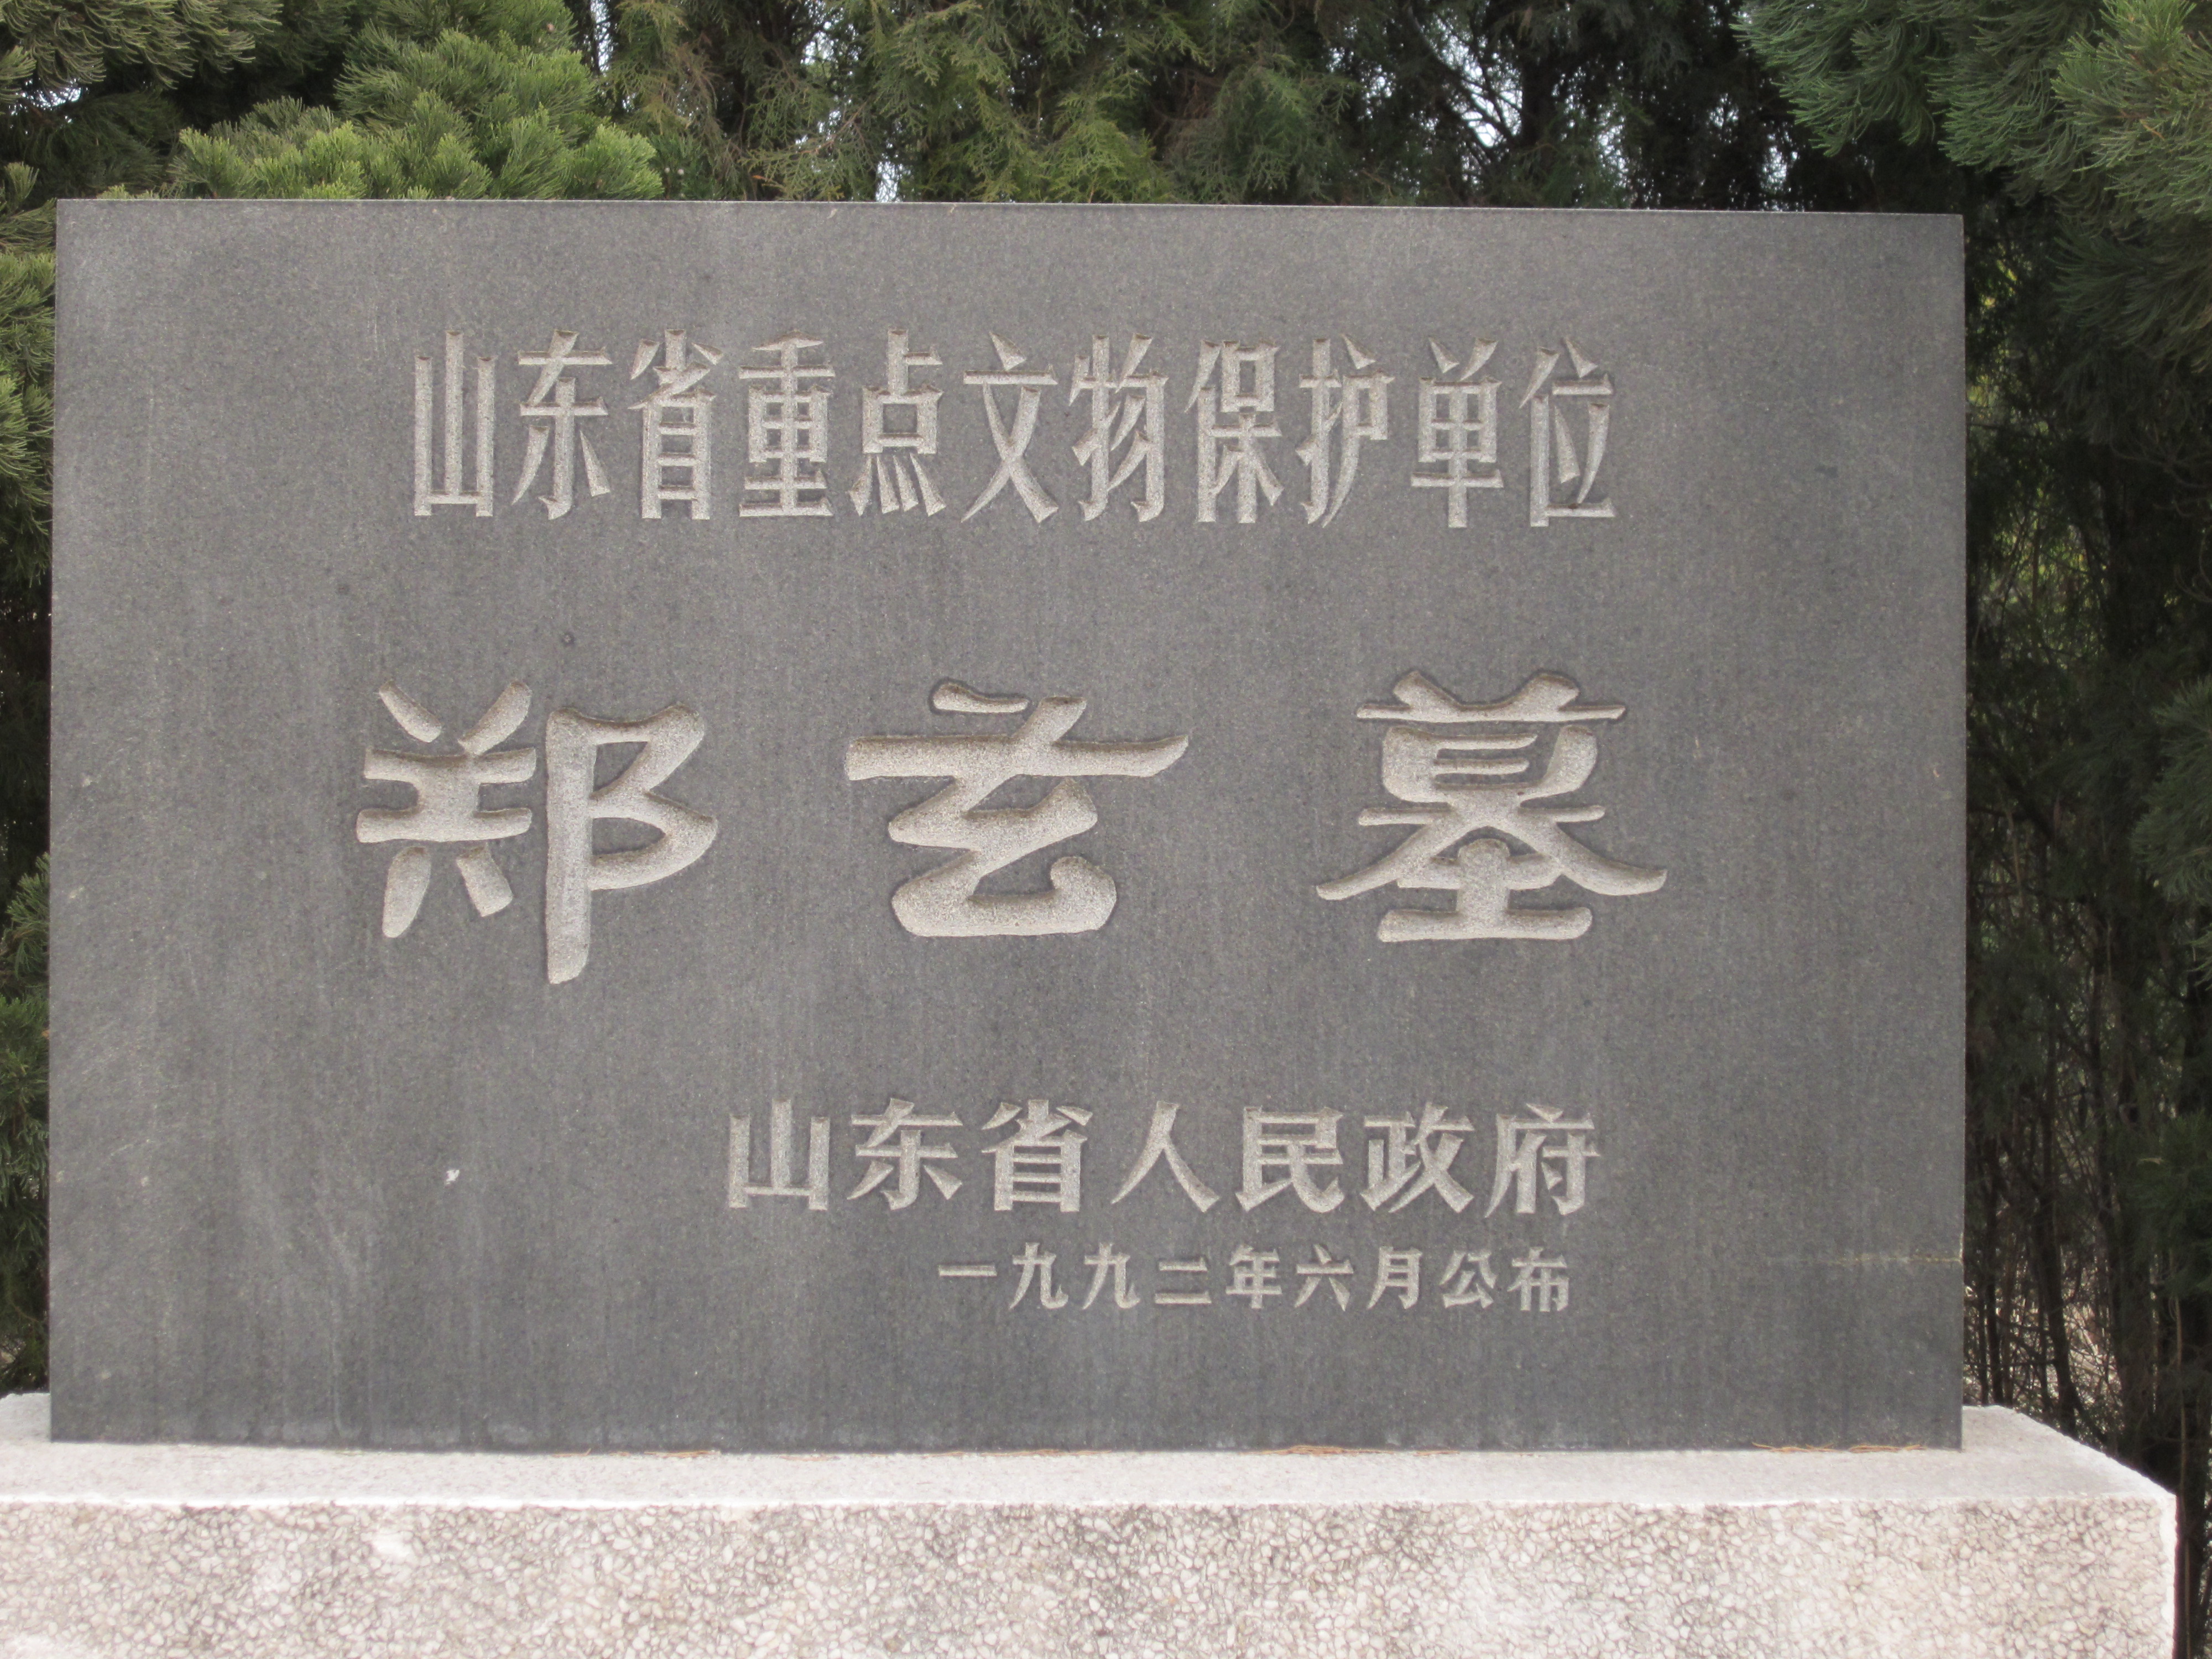 山东省重点文物保护单位
郑玄墓
山东省人民政府
一九九二年六月公布